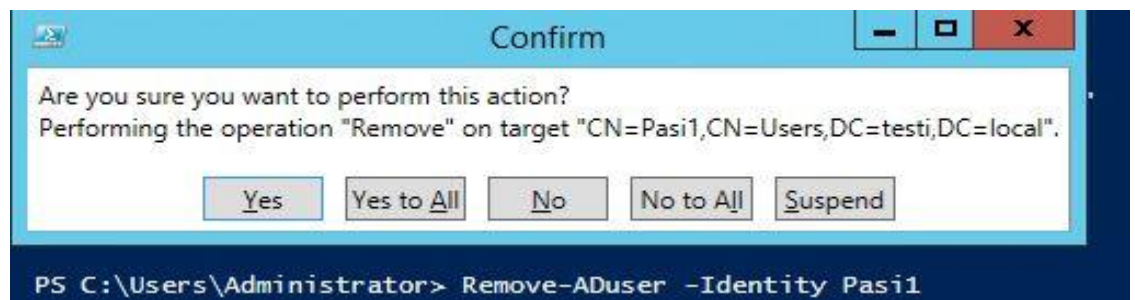 Confirm
Are you sure you want to perform this action?
Performing the operation "Remove" on target "CN=Pasi1,CN=Users,DC=testi,DC=local".
Yes Yes to All No No to All Suspend
PS C:\Users\Administrator> Remove-ADuser -Identity Pasi1